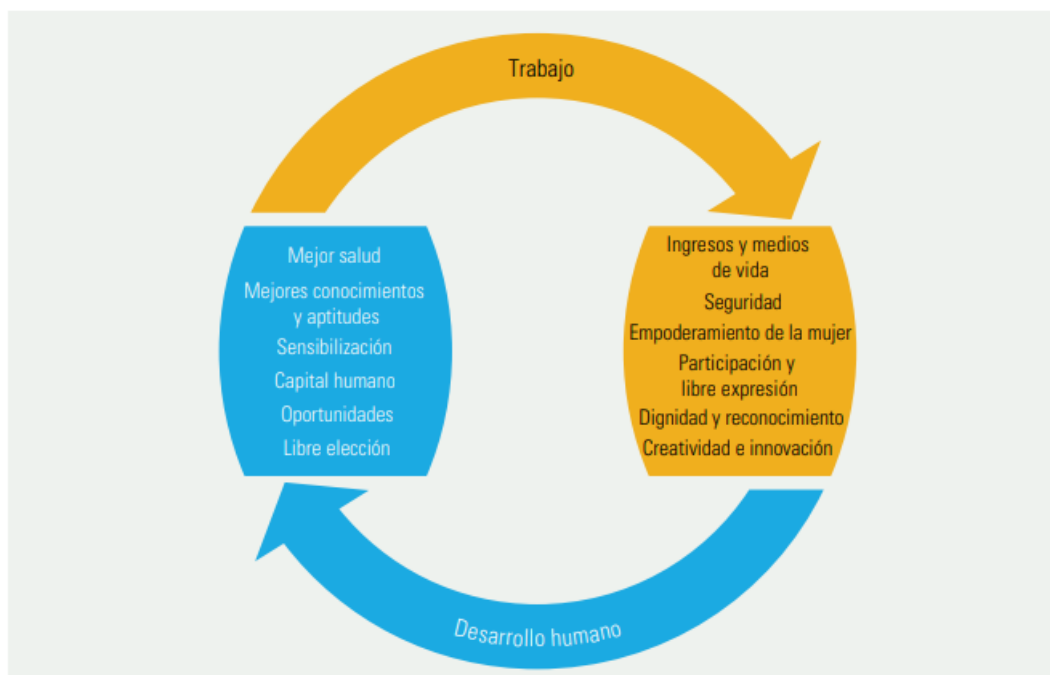 Trabajo
Mejor salud
Mejores conocimientos
y aptitudes
Sensibilización
Capital humano
Oportunidades
Libre elección
Ingresos y medios
de vida
Seguridad
Empoderamiento de la mujer
Participación y
libre expresión
Dignidad y reconocimiento
Creatividad e innovación
Desarrollo humano